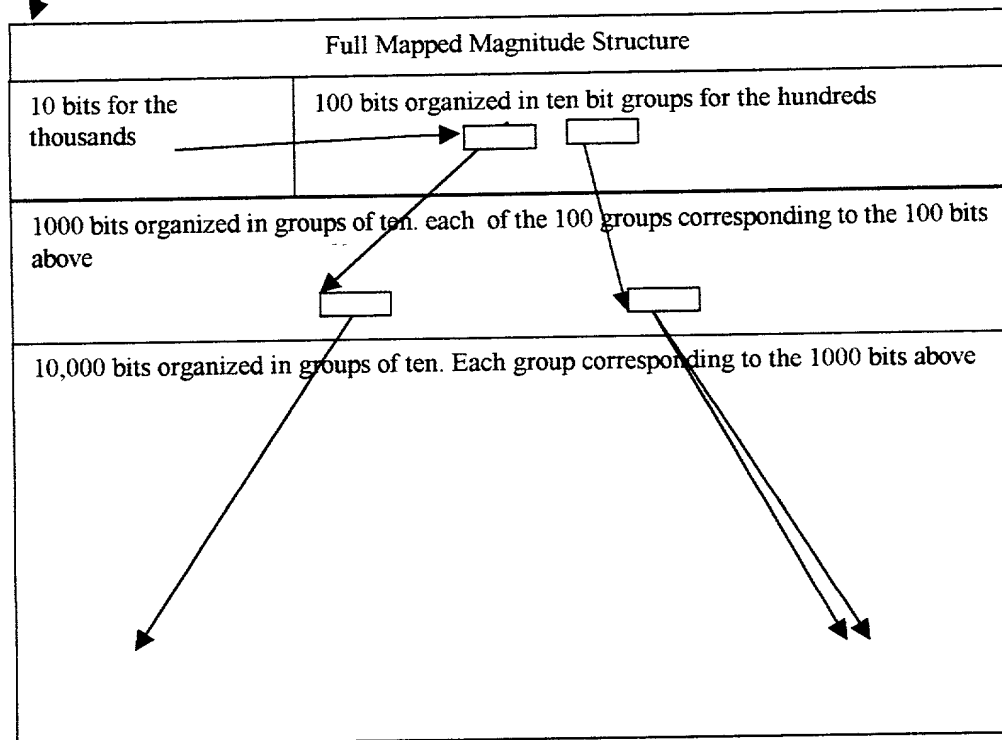 Full Mapped Magnitude Structure
10 bits for the
thousands
100 bits organized in ten bit groups for the hundreds
1000 bits organized in groups of ten. each of the 100 groups corresponding to the 100 bits
above
10,000 bits organized in groups of ten. Each group corresponding to the 1000 bits above